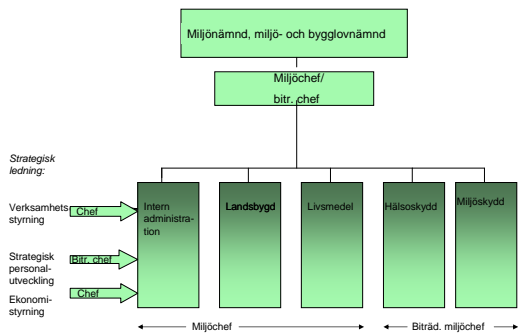 Miljönämnd, miljö- och bygglovnämnd
Miljöchef/
bitr. chef
Strategisk
ledning:
Verksamhets
styrning
Chef
Intern
administra-
tion
Landsbygd
Livsmedel
Hälsoskydd
Miljöskydd
Strategisk
personal-
utveckling
Bitr. chef
Ekonomi-
styrning
Chef
Miljöchef
Biträd. miljöchef